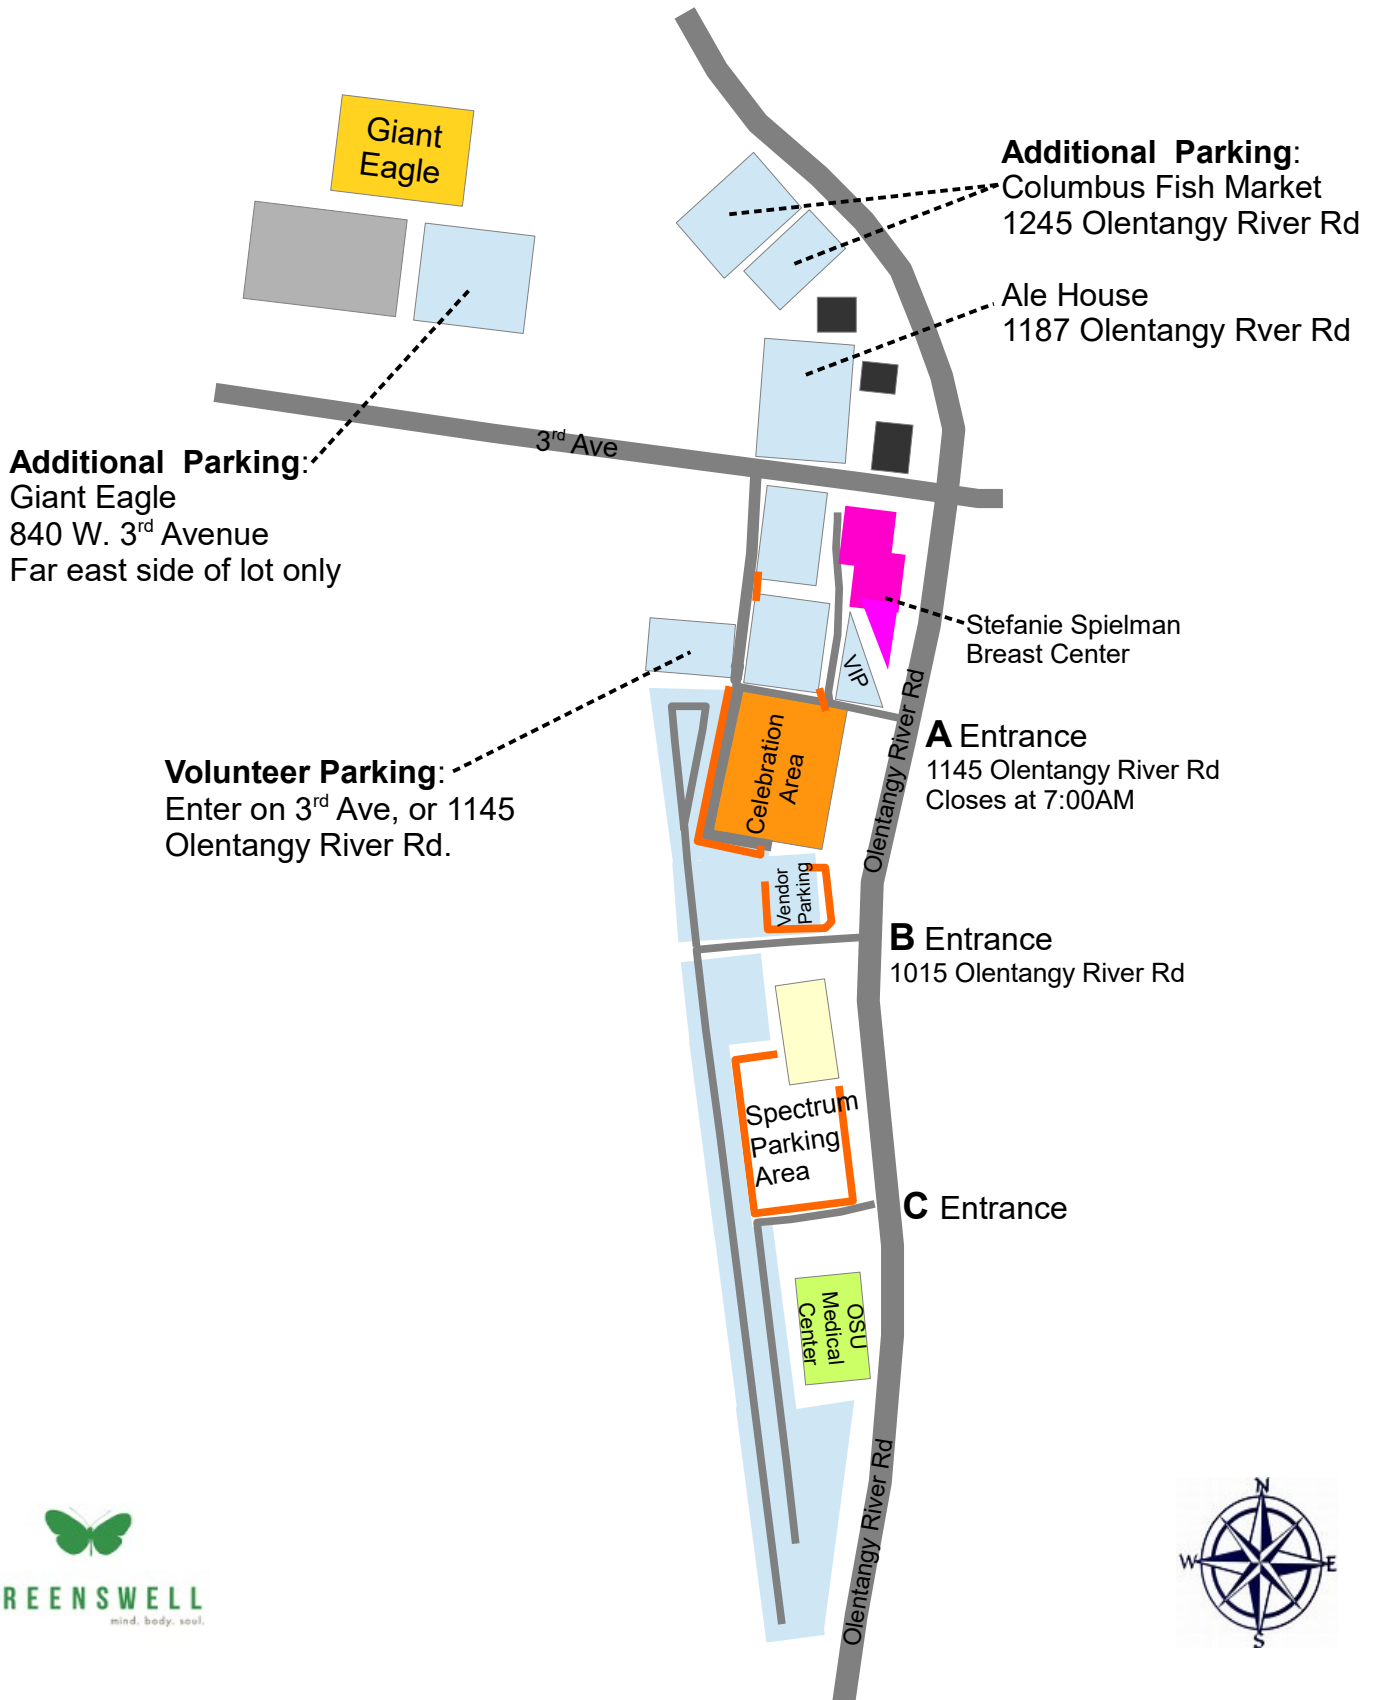 Giant
Eagle
Additional Parking:
Columbus Fish Market
1245 Olentangy River Rd
Ale House
1187 Olentangy Rver Rd
3rd Ave
Additional Parking:
Giant Eagle
840 W. 3rd Avenue
Far east side of lot only
Stefanie Spielman
Breast Center
VIP
Olentangy River Rd
A Entrance
1145 Olentangy River Rd
Closes at 7:00AM
Celebration
Area
Volunteer Parking:
Enter on 3rd Ave, or 1145
Olentangy River Rd.
Vendor
Parking
B Entrance
1015 Olentangy River Rd
Spectrum
Parking
Area
C Entrance
OSU
Medical
Center
Olentangy River Rd
REENSWELL
mind. body. soul.
N
W
E
S